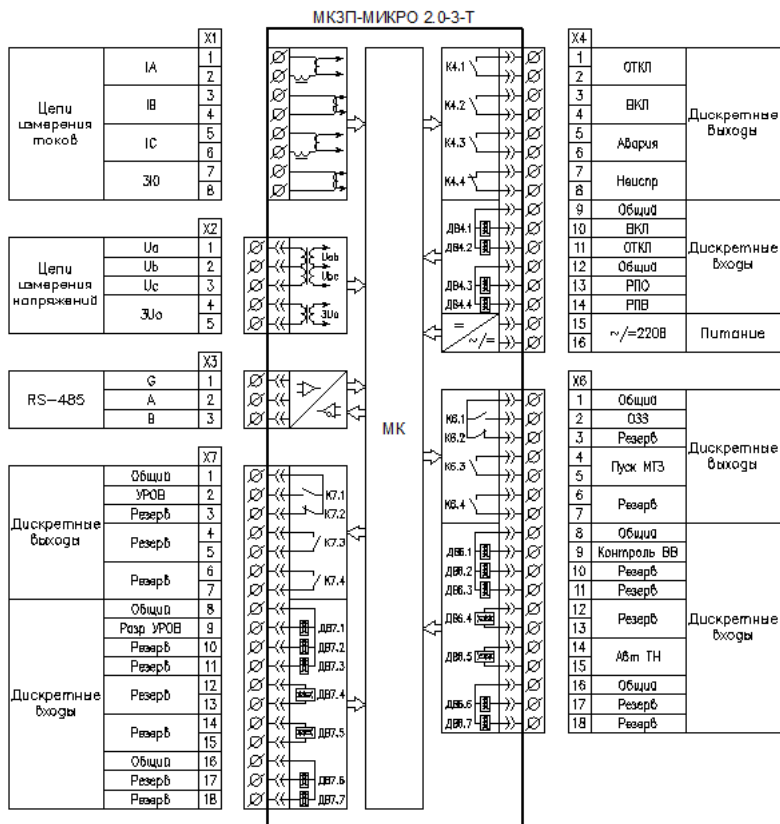 МКЗП-МИКРО 2.0-3-Т
X1
Цепи измерения токов
IA
1
2
IB
3
4
IC
5
6
3I0
7
8
X2
Цепи измерения напряжений
Ua 1
Ub 2
Uc 3
3Uo
4
5
Uab
Ubc
3Uo
X3
RS-485
G 1
A 2
B 3
X7
Дискретные выходы
Общий 1
УРОВ 2
Резерв 3
Резерв
4
5
Резерв
6
7
K7.1
K7.2
K7.3
K7.4
Дискретные входы
Общий 8
Разр УРОВ 9
Резерв 10
Резерв 11
Резерв
12
13
Резерв
14
15
Общий 16
Резерв 17
Резерв 18
ДВ7.1
ДВ7.2
ДВ7.3
ДВ7.4
ДВ7.5
ДВ7.6
ДВ7.7
МК
X4
K4.1
K4.2
K4.3
K4.4
1
2
ОТКЛ
3
4
ВКЛ
5
6
Авария
7
8
Неиспр
Дискретные выходы
ДВ4.1
ДВ4.2
ДВ4.3
ДВ4.4
9 Общий
10 ВКЛ
11 ОТКЛ
12 Общий
13 РПО
14 РПВ
Дискретные входы
=
~/=
15
16
~/=220В
Питание
X6
K6.1
K6.2
K6.3
K6.4
1 Общий
2 ОЗЗ
3 Резерв
4
5
Пуск МТЗ
6
7
Резерв
Дискретные выходы
ДВ6.1
ДВ6.2
ДВ6.3
ДВ6.4
ДВ6.5
ДВ6.6
ДВ6.7
8 Общий
9 Контроль ВВ
10 Резерв
11 Резерв
12
13
Резерв
14
15
Авт ТН
16 Общий
17 Резерв
18 Резерв
Дискретные входы